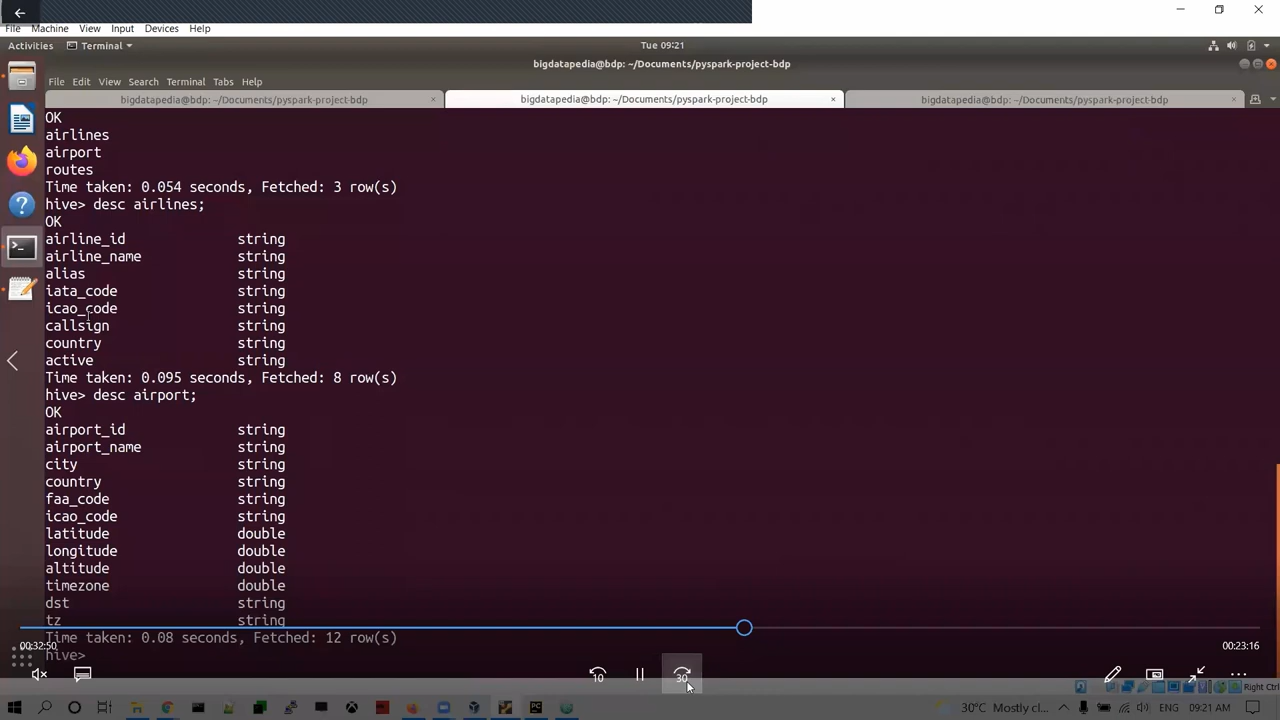 File Machine View Input Devices Help
Activities Terminal Tue 09:21
bigdatapedia@bdp: ~/Documents/pyspark-project-bdp
File Edit View Search Terminal Tabs Help
bigdatapedia@bdp: ~/Documents/pyspark-project-bdp × bigdatapedia@bdp: ~/Documents/pyspark-project-bdp × bigdatapedia@bdp: ~/Documents/pyspark-project-bdp ×
OK
airlines
airport
routes
Time taken: 0.054 seconds, Fetched: 3 row(s)
hive> desc airlines;
OK
airline_id string
airline_name string
alias string
iata_code string
icao_code string
callsign string
country string
active string
Time taken: 0.095 seconds, Fetched: 8 row(s)
hive> desc airport;
OK
airport_id string
airport_name string
city string
country string
faa_code string
icao_code string
latitude double
longitude double
altitude double
timezone double
dst string
tz string
Time taken: 0.08 seconds, Fetched: 12 row(s)
hive>
00:32:50 00:23:16
10 30
Right Ctrl
30°C Mostly cl... ENG 09:21 AM